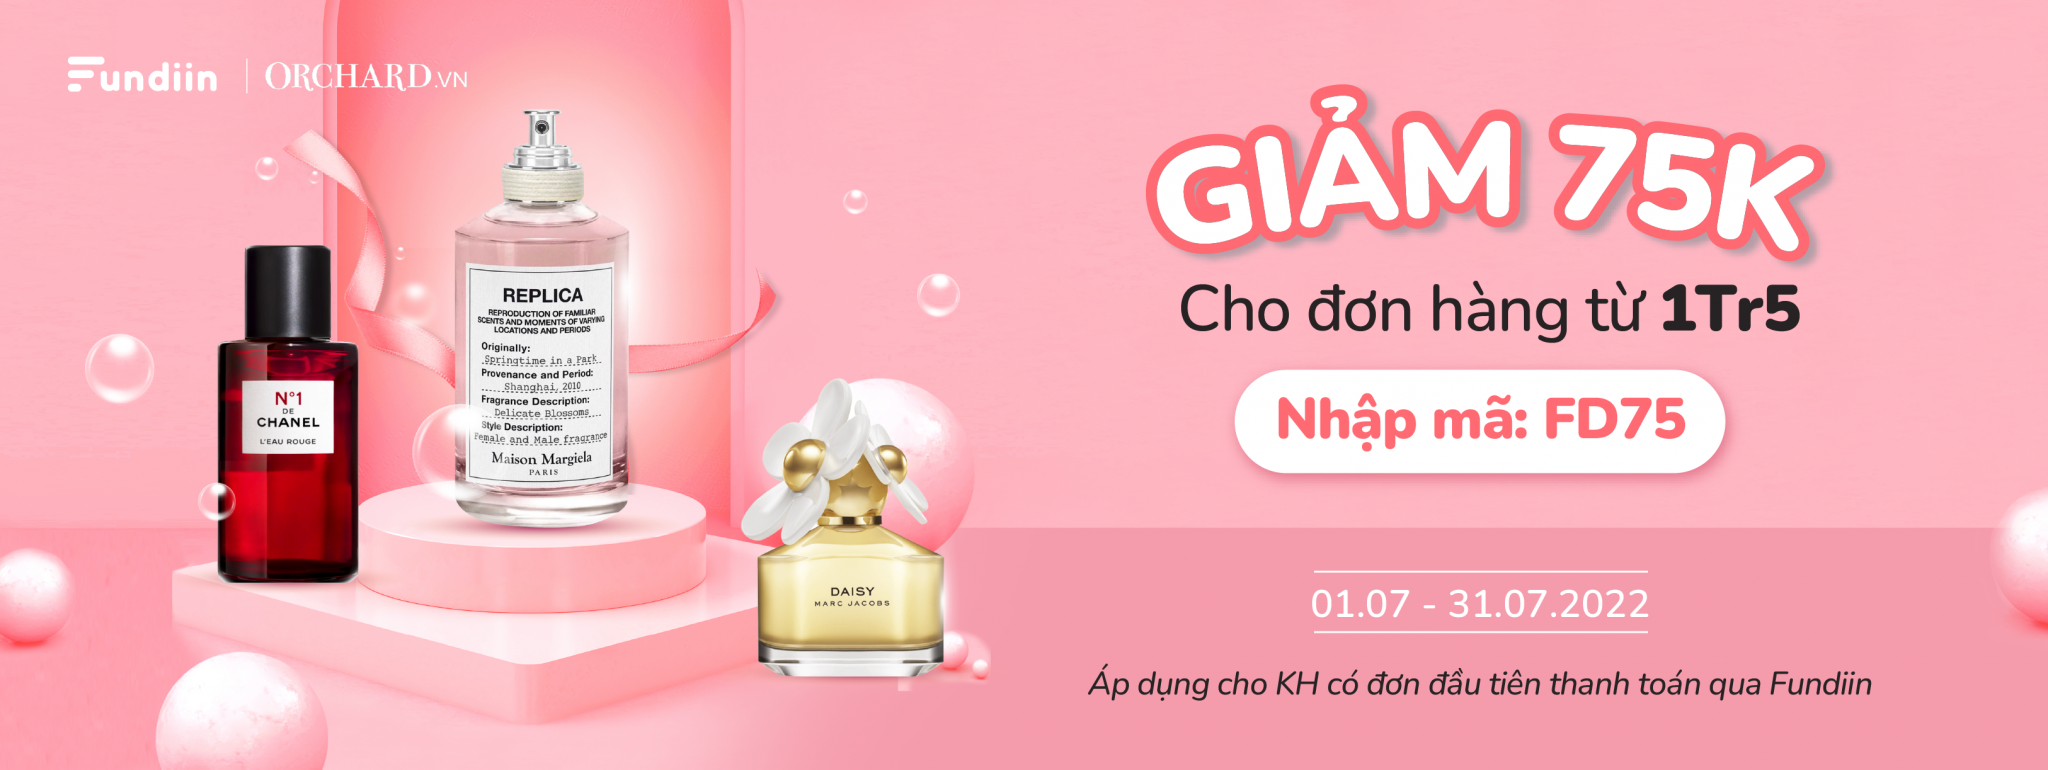 Fundiin | ORCHARD.VN
GIẢM 75K
Cho đơn hàng từ 1Tr5
Nhập mã: FD75
01.07 - 31.07.2022
Áp dụng cho KH có đơn đầu tiên thanh toán qua Fundiin
N°1
DE
CHANEL
L'EAU ROUGE
REPLICA
REPRODUCTION OF FAMILIAR
SCENTS AND MOMENTS OF VARYING
LOCATIONS AND PERIODS
Originally:
Springtime in a Park
Provenance and Period:
Shanghai, 2010
Fragrance Description:
Delicate Blossoms
Style Description:
Female and Male fragrance
Maison Margiela
PARIS
DAISY
MARC JACOBS